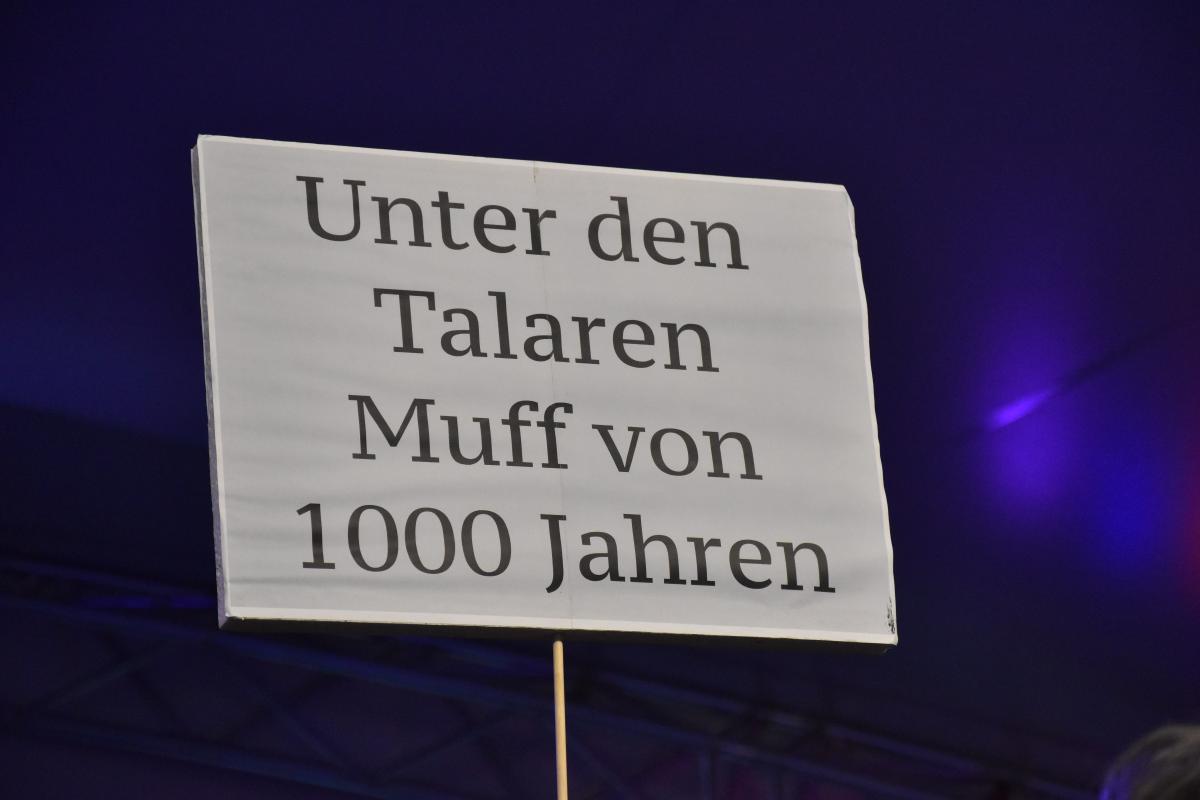 Unter den
Talaren
Muff von
1000 Jahren